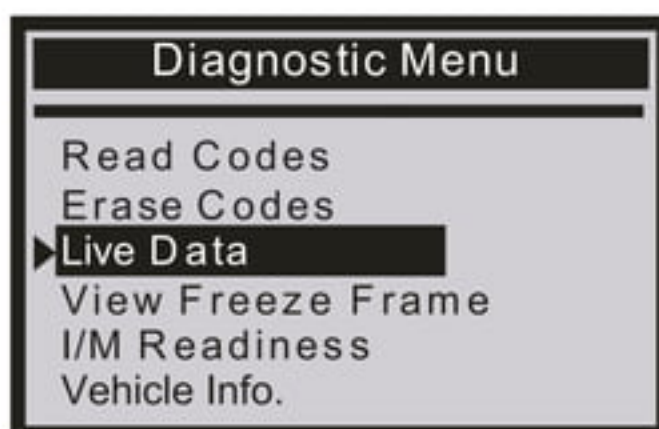 Diagnostic Menu
Read Codes
Erase Codes
Live Data
View Freeze Frame
I/M Readiness
Vehicle Info.